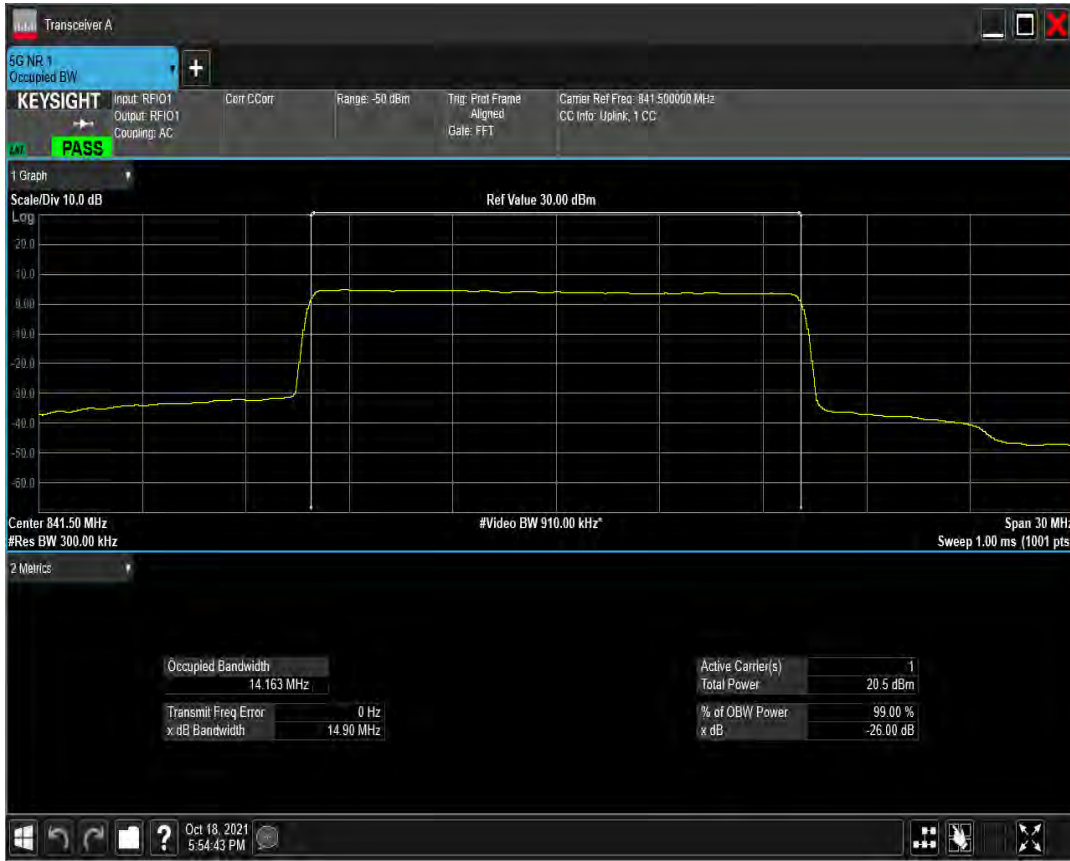 Transceiver A
5G NR 1
Occupied BW
+
KEYSIGHT
Input: RFIO1
Output: RFIO1
Coupling: AC
Corr CCorr
Range: -50 dBm
Trig: Prot Frame
Aligned
Gate: FFT
Carrier Ref Freq: 841.500000 MHz
CC Info: Uplink, 1 CC
PASS
1 Graph
Scale/Div 10.0 dB
Ref Value 30.00 dBm
Log
20.0
10.0
0.00
-10.0
-20.0
-30.0
-40.0
-50.0
-60.0
Center 841.50 MHz
#Video BW 910.00 kHz*
Span 30 MHz
#Res BW 300.00 kHz
Sweep 1.00 ms (1001 pts
2 Metrics
Occupied Bandwidth
14.163 MHz
Transmit Freq Error 0 Hz
x dB Bandwidth 14.90 MHz
Active Carrier(s) 1
Total Power 20.5 dBm
% of OBW Power 99.00 %
x dB -26.00 dB
?
Oct 18, 2021
5:54:43 PM